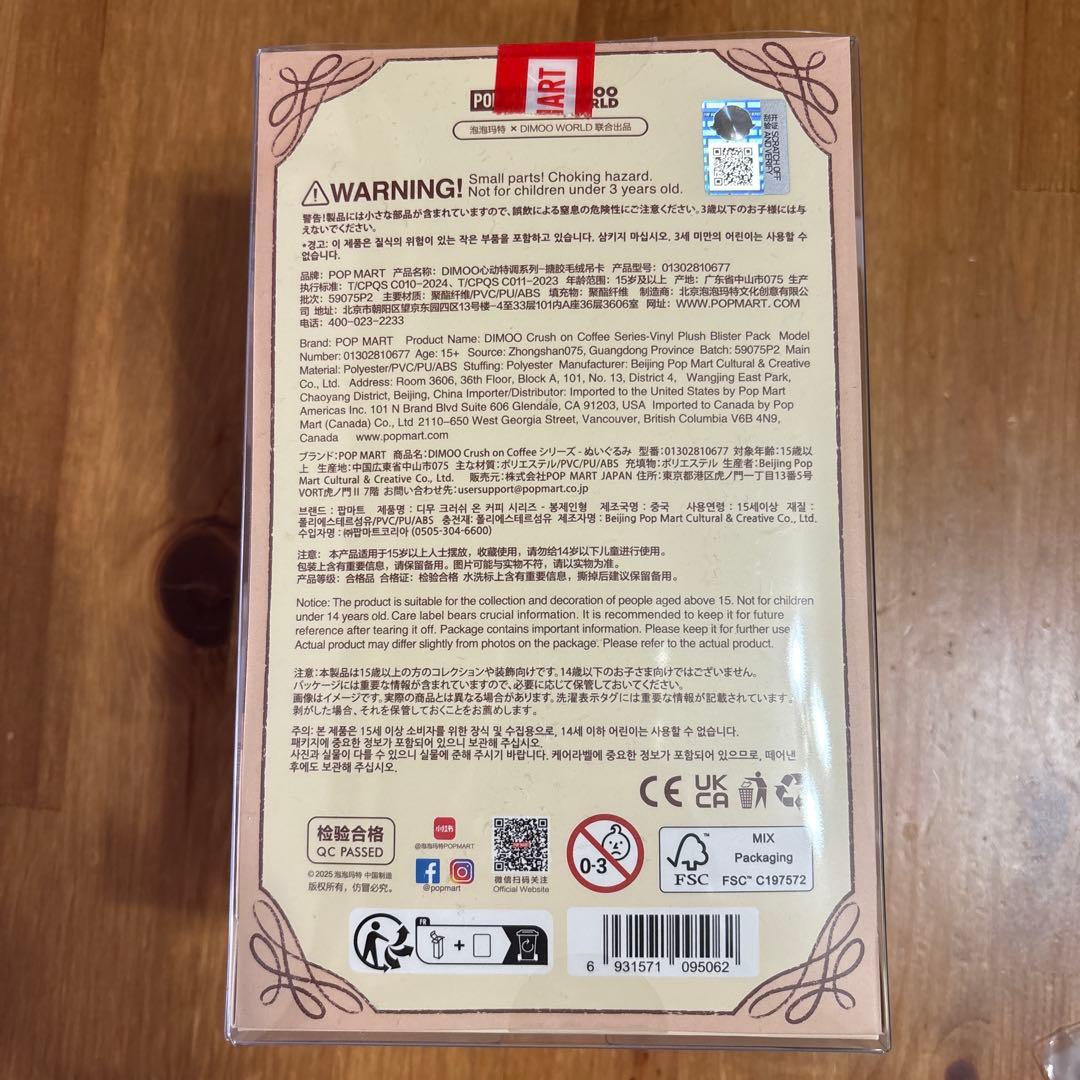 MART
POP
MOO
RLD
泡泡玛特 × DIMOO WORLD 联合出品
开启 SCRATCH OFF
AND VERIFY
WARNING! Small parts! Choking hazard.
Not for children under 3 years old.
警告!製品には小さな部品が含まれていますので、誤飲による窒息の危険性にご注意ください。3歳以下のお子様には与
えないでください。
*경고: 이 제품은 질식의 위험이 있는 작은 부품을 포함하고 있습니다. 삼키지 마십시오. 3세 미만의 어린이는 사용할 수
없습니다.
品牌: POP MART 产品名称: DIMOO心动特调系列-搪胶毛绒吊卡 产品型号: 01302810677
执行标准: T/CPQS C010-2024、T/CPQS C011-2023 年龄范围: 15岁及以上 产地: 广东省中山市075 生产
批次: 59075P2 主要材质: 聚酯纤维/PVC/PU/ABS 填充物: 聚酯纤维 制造商: 北京泡泡玛特文化创意有限公
司 地址: 北京市朝阳区望京东园四区13号楼-4至33层101内A座36层3606室 网址: WWW.POPMART.COM
电话: 400-023-2233
Brand: POP MART Product Name: DIMOO Crush on Coffee Series-Vinyl Plush Blister Pack Model
Number: 01302810677 Age: 15+ Source: Zhongshan075, Guangdong Province Batch: 59075P2 Main
Material: Polyester/PVC/PU/ABS Stuffing: Polyester Manufacturer: Beijing Pop Mart Cultural & Creative
Co., Ltd. Address: Room 3606, 36th Floor, Block A, 101, No. 13, District 4, Wangjing East Park,
Chaoyang District, Beijing, China Importer/Distributor: Imported to the United States by Pop Mart
Americas Inc. 101 N Brand Blvd Suite 606 Glendale, CA 91203, USA Imported to Canada by Pop
Mart (Canada) Co., Ltd 2110-650 West Georgia Street, Vancouver, British Columbia V6B 4N9,
Canada www.popmart.com
ブランド: POP MART 商品名: DIMOO Crush on Coffee シリーズ - ぬいぐるみ 型番: 01302810677 対象年齢: 15歳以
上 生産地: 中国広東省中山市075 主な材質: ポリエステル/PVC/PU/ABS 充填物: ポリエステル 生産者: Beijing Pop
Mart Cultural & Creative Co., Ltd. 販売元: 株式会社POP MART JAPAN 住所: 東京都港区虎ノ門一丁目13番5号
VORT虎ノ門Ⅱ 7階 お問い合わせ先: usersupport@popmart.co.jp
브랜드 : 팝마트 제품명 : 디무 크러쉬 온 커피 시리즈 - 봉제인형 제조국명 : 중국 사용연령 : 15세이상 재질 :
폴리에스테르섬유/PVC/PU/ABS 충전재: 폴리에스테르섬유 제조자명 : Beijing Pop Mart Cultural & Creative Co., Ltd.
수입자명 : ㈜팝마트코리아 (0505-304-6600)
注意: 本产品适用于15岁以上人士摆放，收藏使用，请勿给14岁以下儿童进行使用。
包装上含有重要信息，请保留备用。图片可能与实物不符，请以实物为准。
产品等级: 合格品 合格证: 检验合格 水洗标上含有重要信息，撕掉后建议保留备用。
Notice: The product is suitable for the collection and decoration of people aged above 15. Not for children
under 14 years old. Care label bears crucial information. It is recommended to keep it for future
reference after tearing it off. Package contains important information. Please keep it for further use.
Actual product may differ slightly from photos on the package. Please refer to the actual product.
注意: 本製品は15歳以上の方のコレクションや装飾向けです。14歳以下のお子さま向けではございません。
パッケージには重要な情報が含まれていますので、必要に応じて保管しておいてください。
画像はイメージです。実際の商品とは異なる場合があります。洗濯表示タグには重要な情報が記載されています。
剥がした場合、それを保管しておくことをお薦めします。
주의: 본 제품은 15세 이상 소비자를 위한 장식 및 수집용으로, 14세 이하 어린이는 사용할 수 없습니다.
패키지에 중요한 정보가 포함되어 있으니 보관해 주십시오.
사진과 실물이 다를 수 있으니 실물에 준해 주시기 바랍니다. 케어라벨에 중요한 정보가 포함되어 있으므로, 떼어낸
후에도 보관해 주십시오.
CE UK
CA
检验合格
QC PASSED
© 2025 泡泡玛特 中国制造
版权所有，仿冒必究。
小红书
@泡泡玛特POPMART
@popmart
微信扫码关注
Official Website
0-3
FSC™
MIX
Packaging
FSC™ C197572
FR
+
6 931571 095062